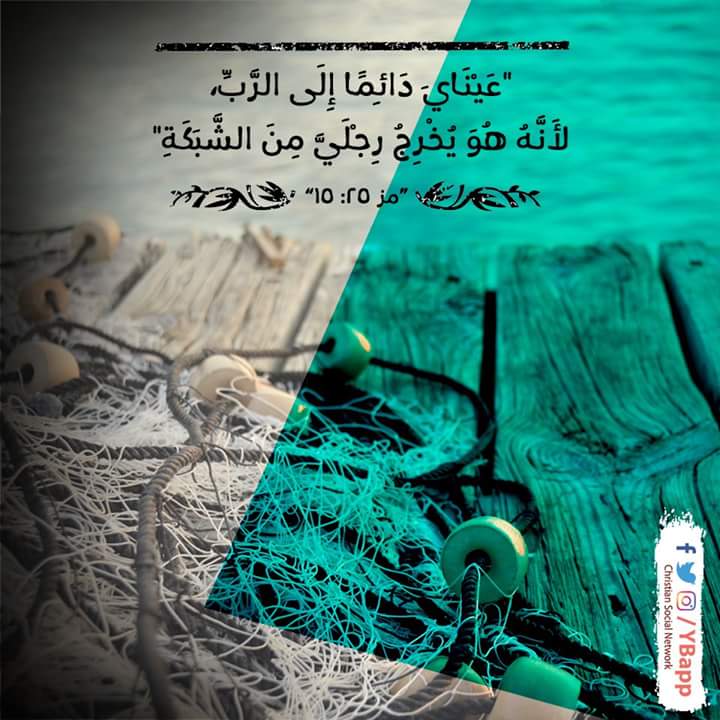 "عَيْنَايَ دَائِمًا إِلَى الرَّبِّ،
لأَنَّهُ هُوَ يُخْرِجُ رِجْلَيَّ مِنَ الشَّبَكَةِ"
”مز ٢٥: ١٥“
/ YBapp
Christian Social Network